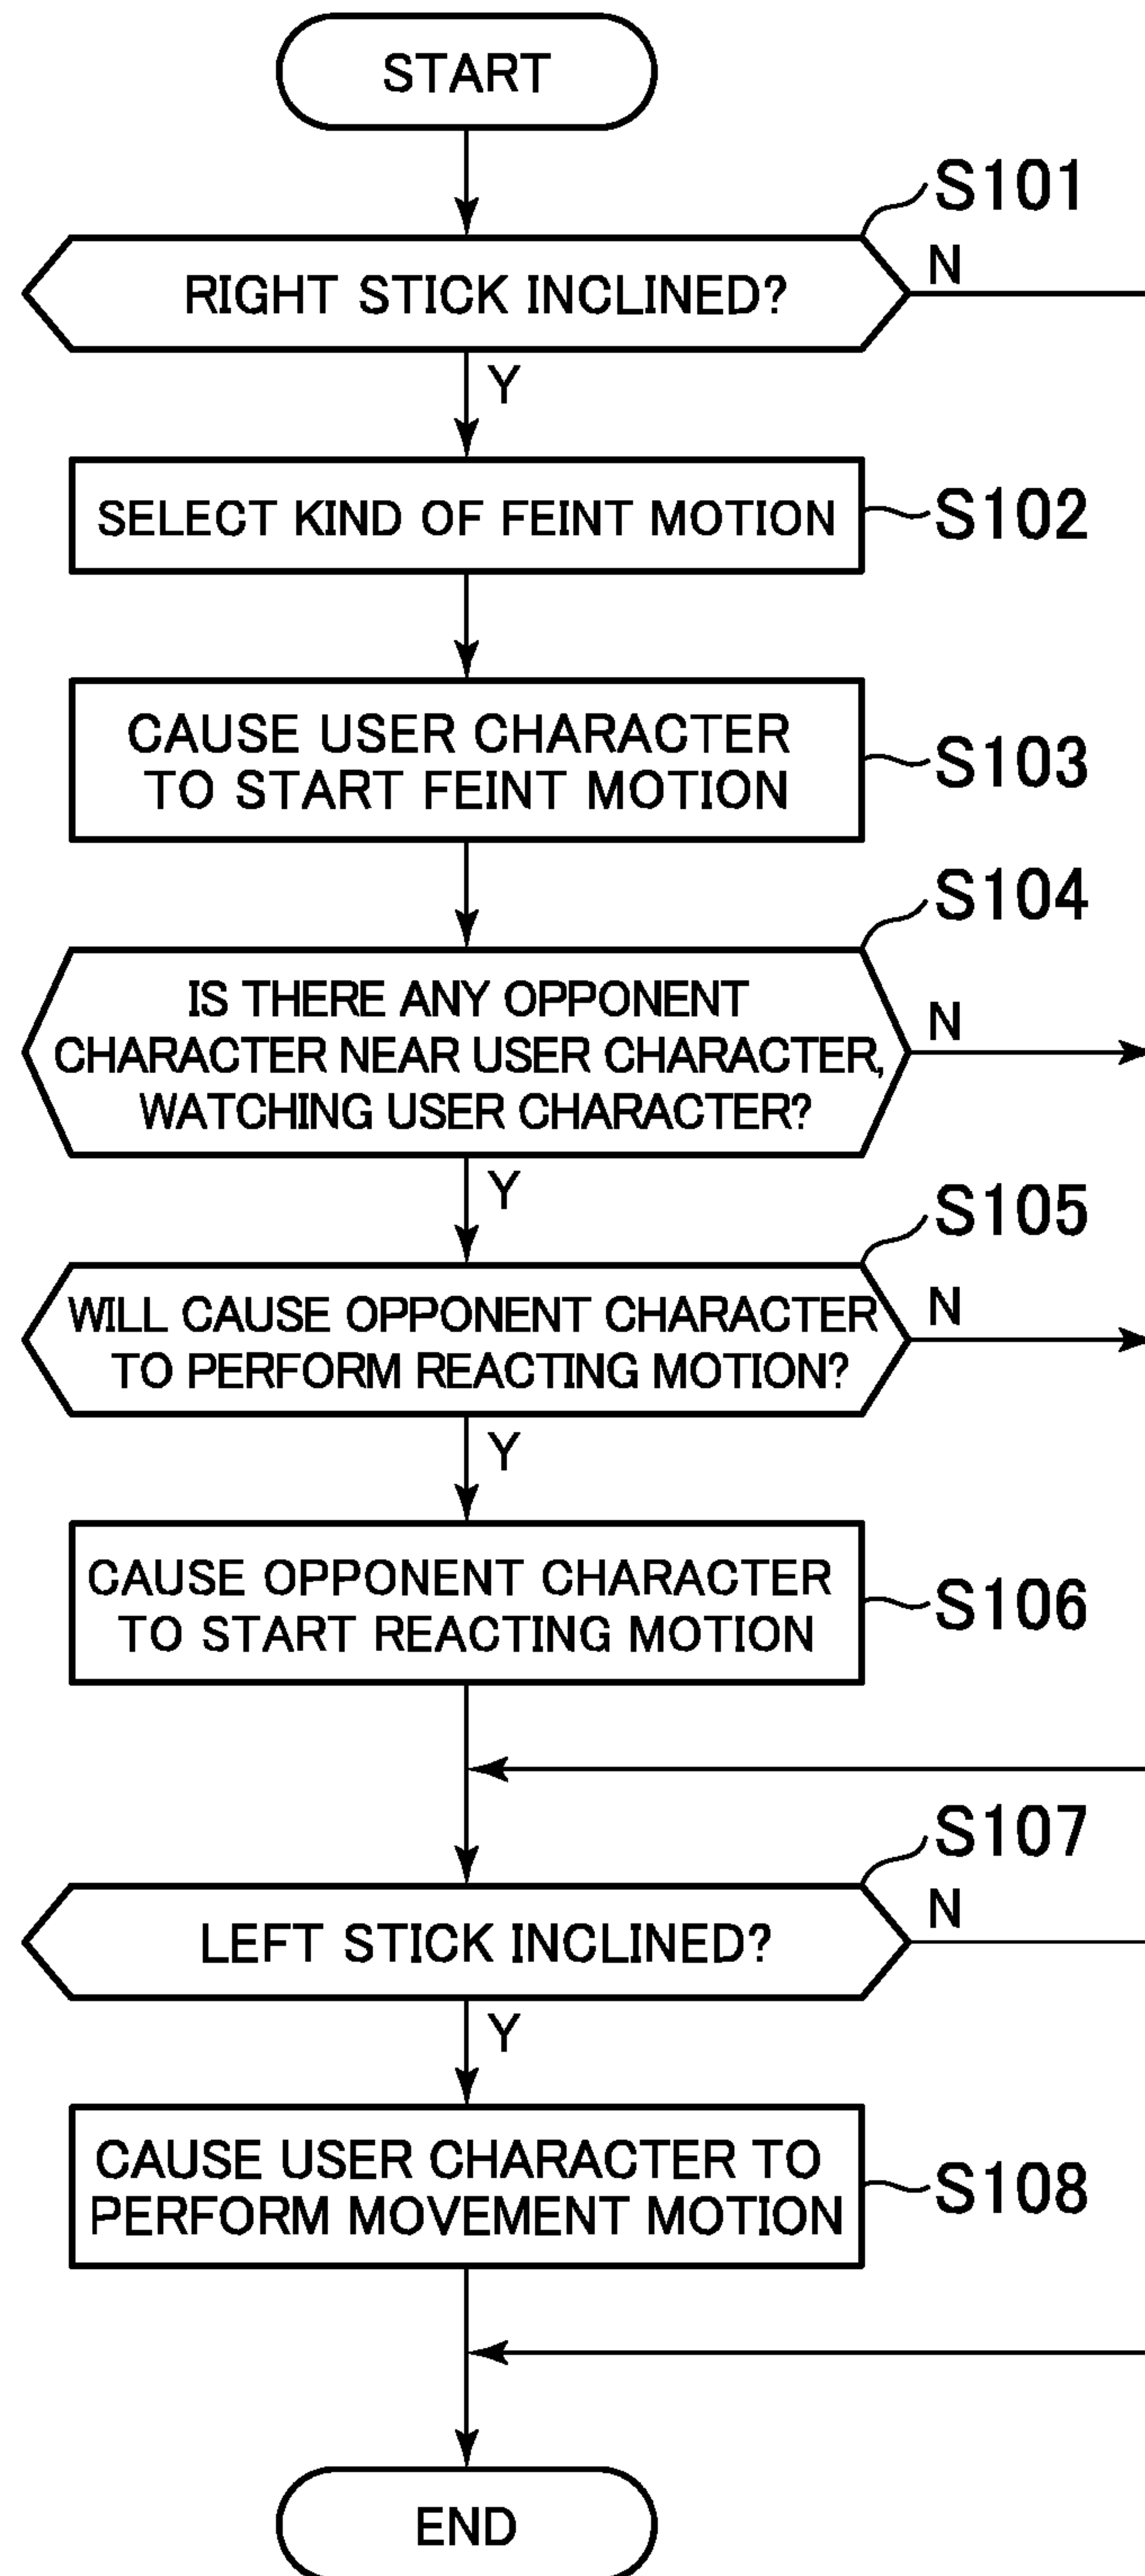 START
S101
RIGHT STICK INCLINED?
N
Y
SELECT KIND OF FEINT MOTION
S102
CAUSE USER CHARACTER
TO START FEINT MOTION
S103
S104
IS THERE ANY OPPONENT
CHARACTER NEAR USER CHARACTER,
WATCHING USER CHARACTER?
N
Y
S105
WILL CAUSE OPPONENT CHARACTER
TO PERFORM REACTING MOTION?
N
Y
CAUSE OPPONENT CHARACTER
TO START REACTING MOTION
S106
S107
LEFT STICK INCLINED?
N
Y
CAUSE USER CHARACTER TO
PERFORM MOVEMENT MOTION
S108
END